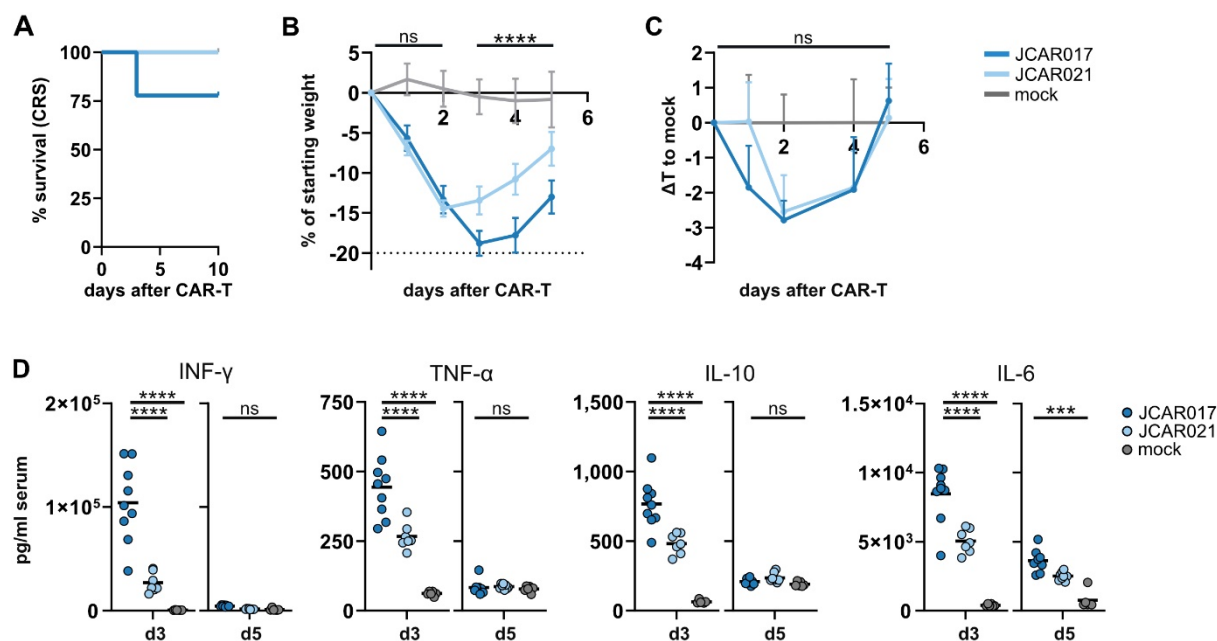 A
% survival (CRS)
100
75
50
25
0
0 5 10
days after CAR-T
B
ns ****
% of starting weight
5
0
-5
-10
-15
-20
2 4 6
days after CAR-T
C
ns
ΔT to mock
2
1
0
-1
-2
-3
-4
2 4 6
days after CAR-T
JCAR017
JCAR021
mock
D
pg/ml serum
INF-γ
2×10⁵
1×10⁵
0
****
****
ns
d3 d5
TNF-α
750
500
250
0
****
****
ns
d3 d5
IL-10
1,500
1,000
500
0
****
****
ns
d3 d5
IL-6
1.5×10⁴
1×10⁴
5×10³
0
****
****
***
d3 d5
JCAR017
JCAR021
mock